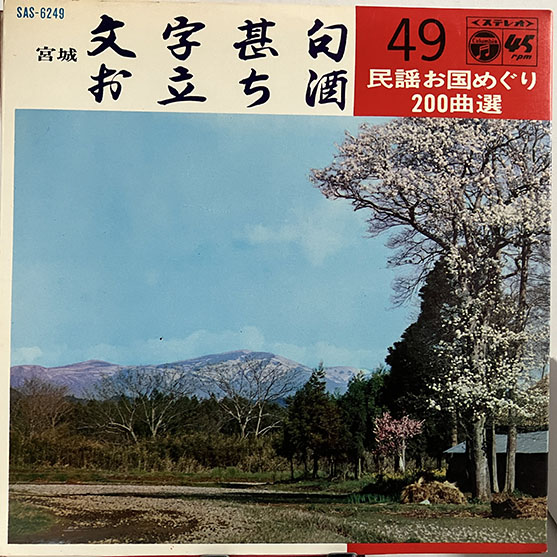 SAS-6249
宮城
文字甚句
お立ち酒
49
<ステレオ>
Columbia
45
rpm
民謡お国めぐり
200曲選